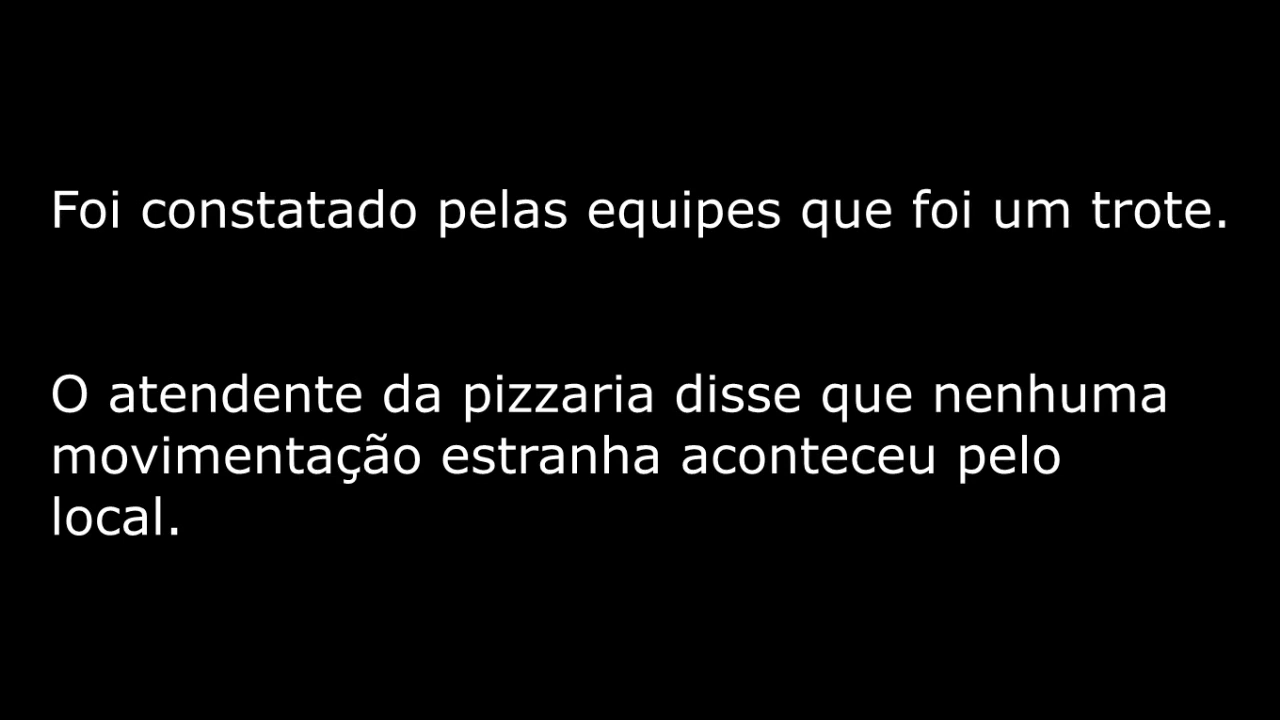 Foi constatado pelas equipes que foi um trote.
O atendente da pizzaria disse que nenhuma
movimentação estranha aconteceu pelo
local.